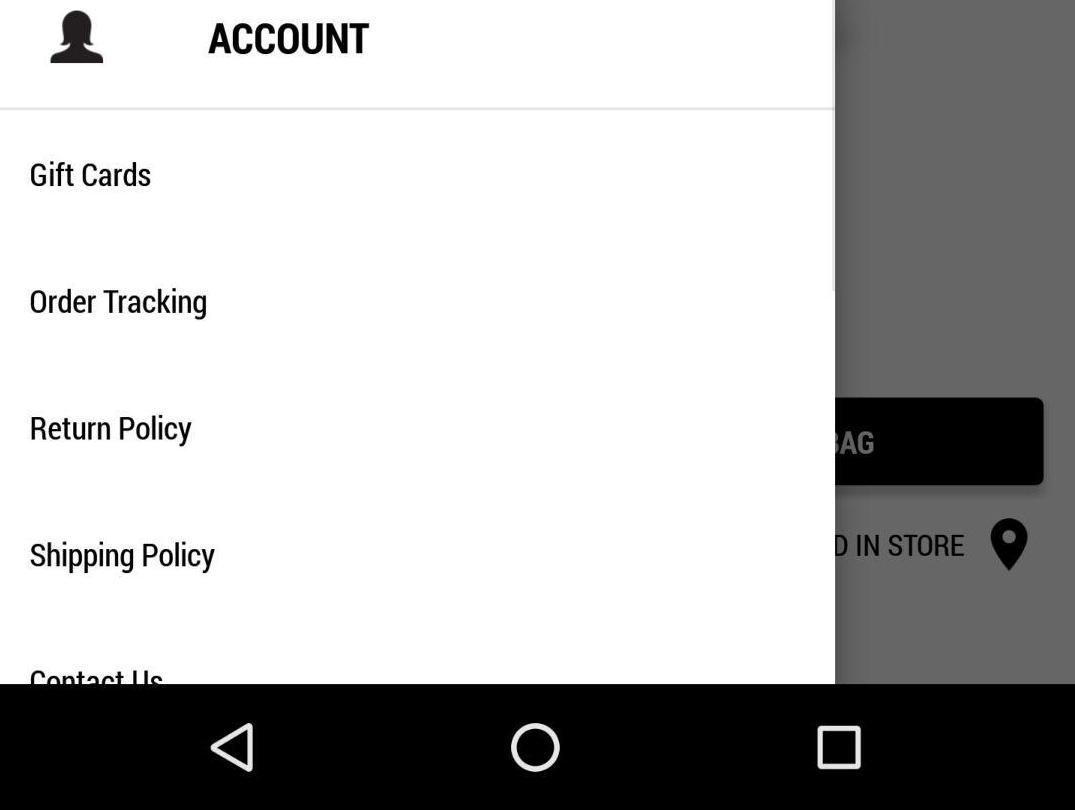 ACCOUNT
Gift Cards
Order Tracking
Return Policy
BAG
Shipping Policy
IN STORE
Contact Us